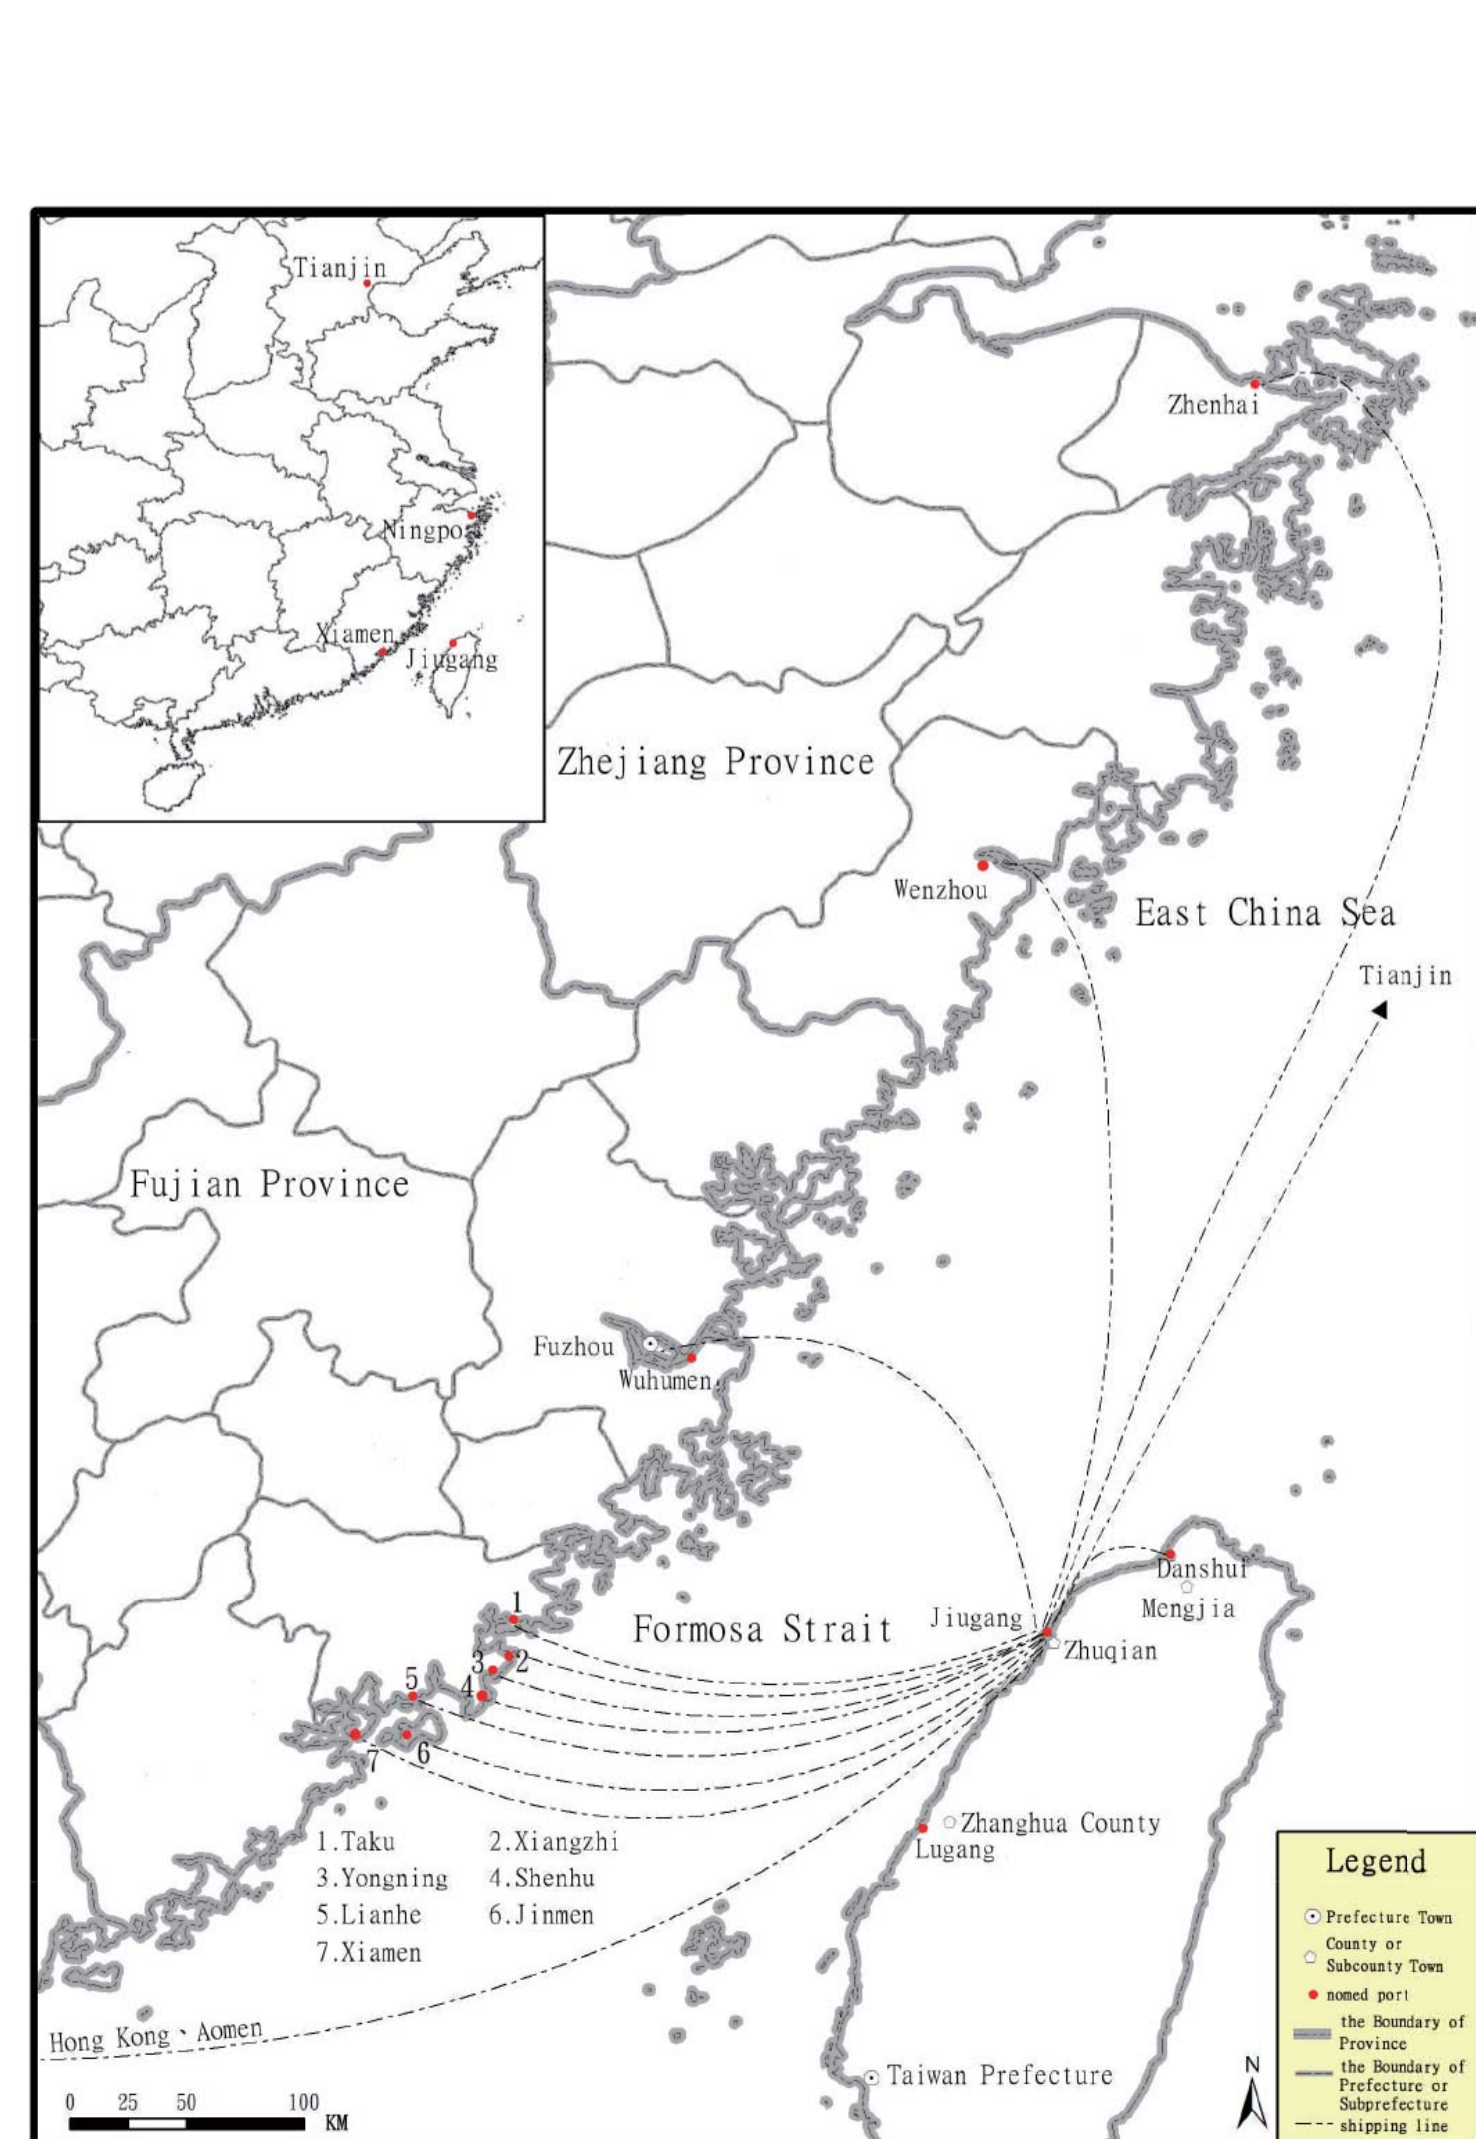 Tianjin
Ningpo
Xiamen
Jiugang
Zhenhai
Zhejiang Province
Wenzhou
East China Sea
Tianjin
Fujian Province
Fuzhou
Wuhumen
Danshui
Mengjia
Formosa Strait
Jiugang
Zhuqian
1
2
3
4
5
6
7
Zhanghua County
Lugang
1.Taku 2.Xiangzhi
3.Yongning 4.Shenhu
5.Lianhe 6.Jinmen
7.Xiamen
Hong Kong、Aomen
Taiwan Prefecture
0 25 50 100
KM
N
Legend
Prefecture Town
County or
Subcounty Town
nomed port
the Boundary of
Province
the Boundary of
Prefecture or
Subprefecture
shipping line